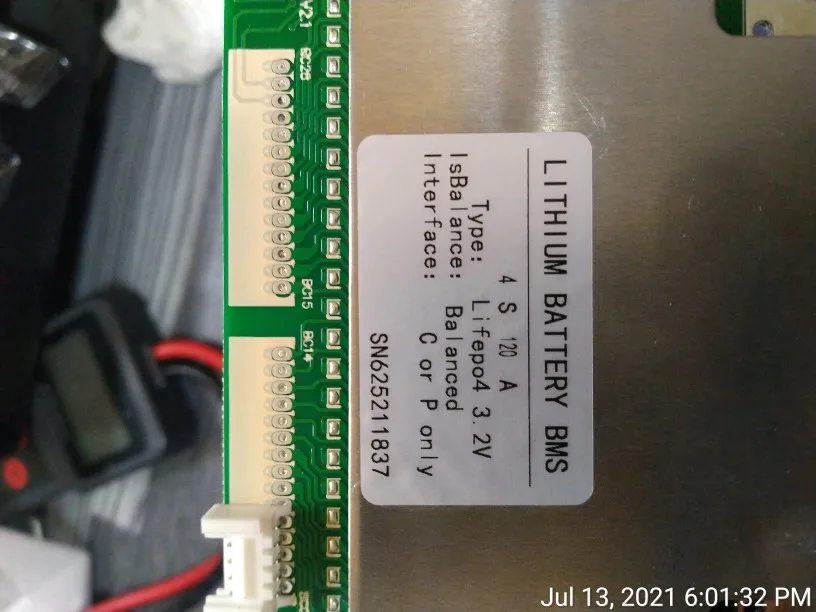 LITHIUM BATTERY BMS
4 S 120 A
Type: Lifepo4 3.2V
IsBalance: Balanced
Interface: C or P only
SN625211837
V21
BC28
BC15
BC14
Jul 13, 2021 6:01:32 PM